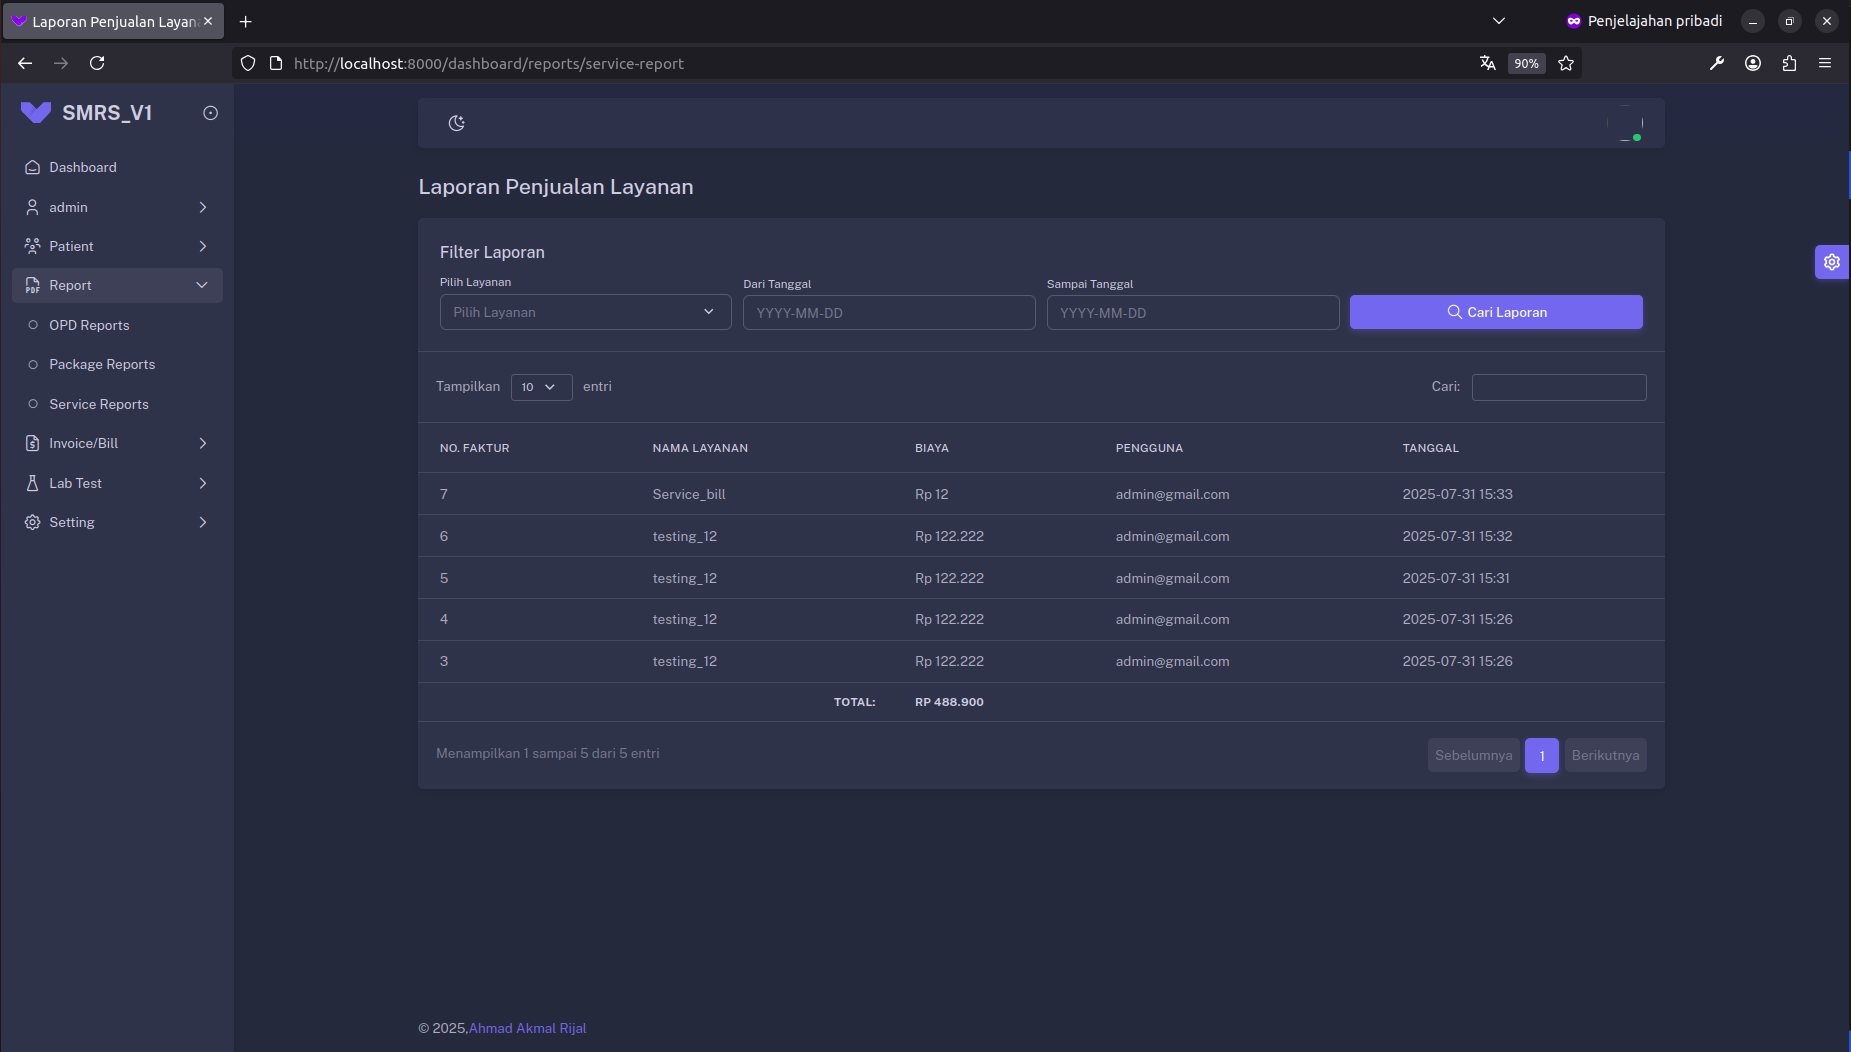 Laporan Penjualan Layan
Penjelajahan pribadi
http://localhost:8000/dashboard/reports/service-report
90%
SMRS_V1
Dashboard
admin
Patient
Report
OPD Reports
Package Reports
Service Reports
Invoice/Bill
Lab Test
Setting
Laporan Penjualan Layanan
Filter Laporan
Pilih Layanan Dari Tanggal Sampai Tanggal
Pilih Layanan YYYY-MM-DD YYYY-MM-DD Cari Laporan
Tampilkan 10 entri Cari:
NO. FAKTUR NAMA LAYANAN BIAYA PENGGUNA TANGGAL
7 Service_bill Rp 12 admin@gmail.com 2025-07-31 15:33
6 testing_12 Rp 122.222 admin@gmail.com 2025-07-31 15:32
5 testing_12 Rp 122.222 admin@gmail.com 2025-07-31 15:31
4 testing_12 Rp 122.222 admin@gmail.com 2025-07-31 15:26
3 testing_12 Rp 122.222 admin@gmail.com 2025-07-31 15:26
TOTAL: RP 488.900
Menampilkan 1 sampai 5 dari 5 entri Sebelumnya 1 Berikutnya
© 2025,Ahmad Akmal Rijal